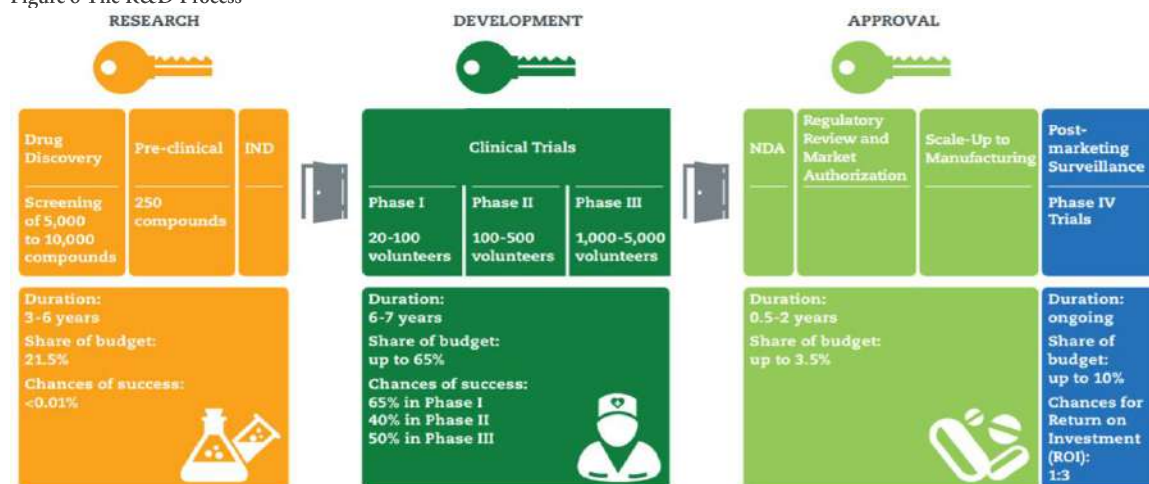 Figure 6 The R&D Process
RESEARCH
DEVELOPMENT
APPROVAL
Drug
Discovery
Screening
of 5,000
to 10,000
compounds
Pre-clinical
250
compounds
IND
Clinical Trials
Phase I
20-100
volunteers
Phase II
100-500
volunteers
Phase III
1,000-5,000
volunteers
NDA
Regulatory
Review and
Market
Authorization
Scale-Up to
Manufacturing
Post-
marketing
Surveillance
Phase IV
Trials
Duration:
3-6 years
Share of budget:
21.5%
Chances of success:
<0.01%
Duration:
6-7 years
Share of budget:
up to 65%
Chances of success:
65% in Phase I
40% in Phase II
50% in Phase III
Duration:
0.5-2 years
Share of budget:
up to 3.5%
Duration:
ongoing
Share of
budget:
up to 10%
Chances for
Return on
Investment
(ROI):
1:3